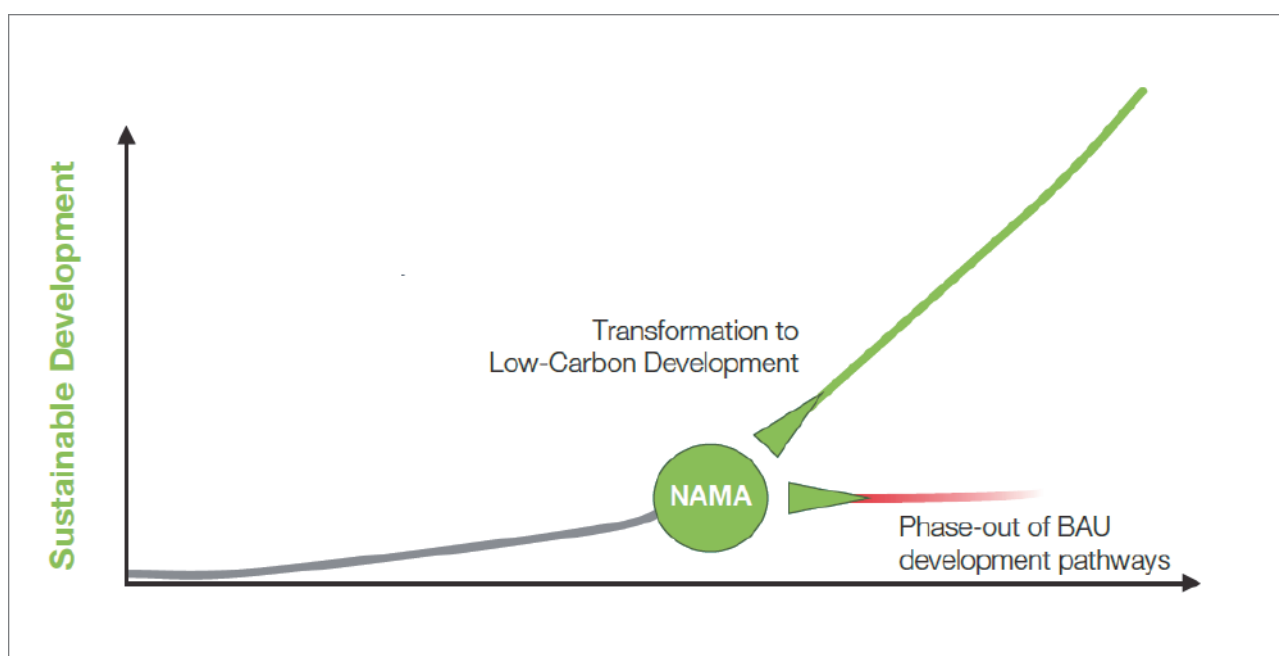 Sustainable Development
Transformation to
Low-Carbon Development
NAMA
Phase-out of BAU
development pathways